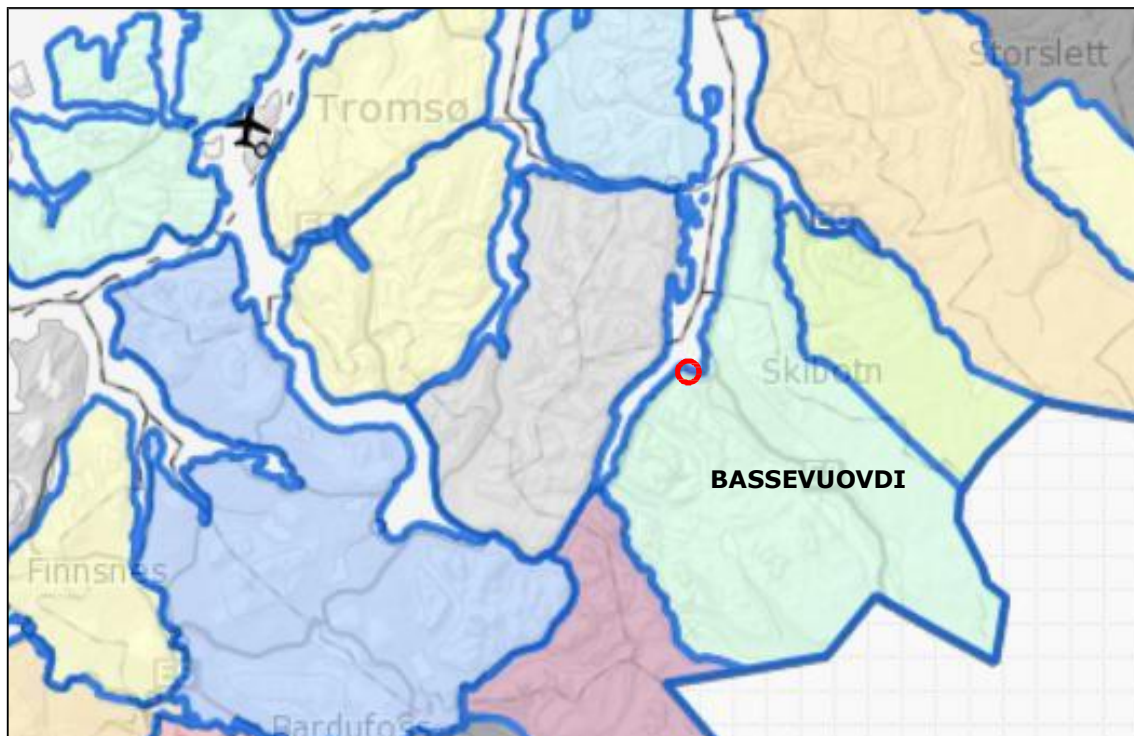 Storslett
Tromsø
Skibotn
BASSEVUOVDI
Finnsnes
Bardufoss